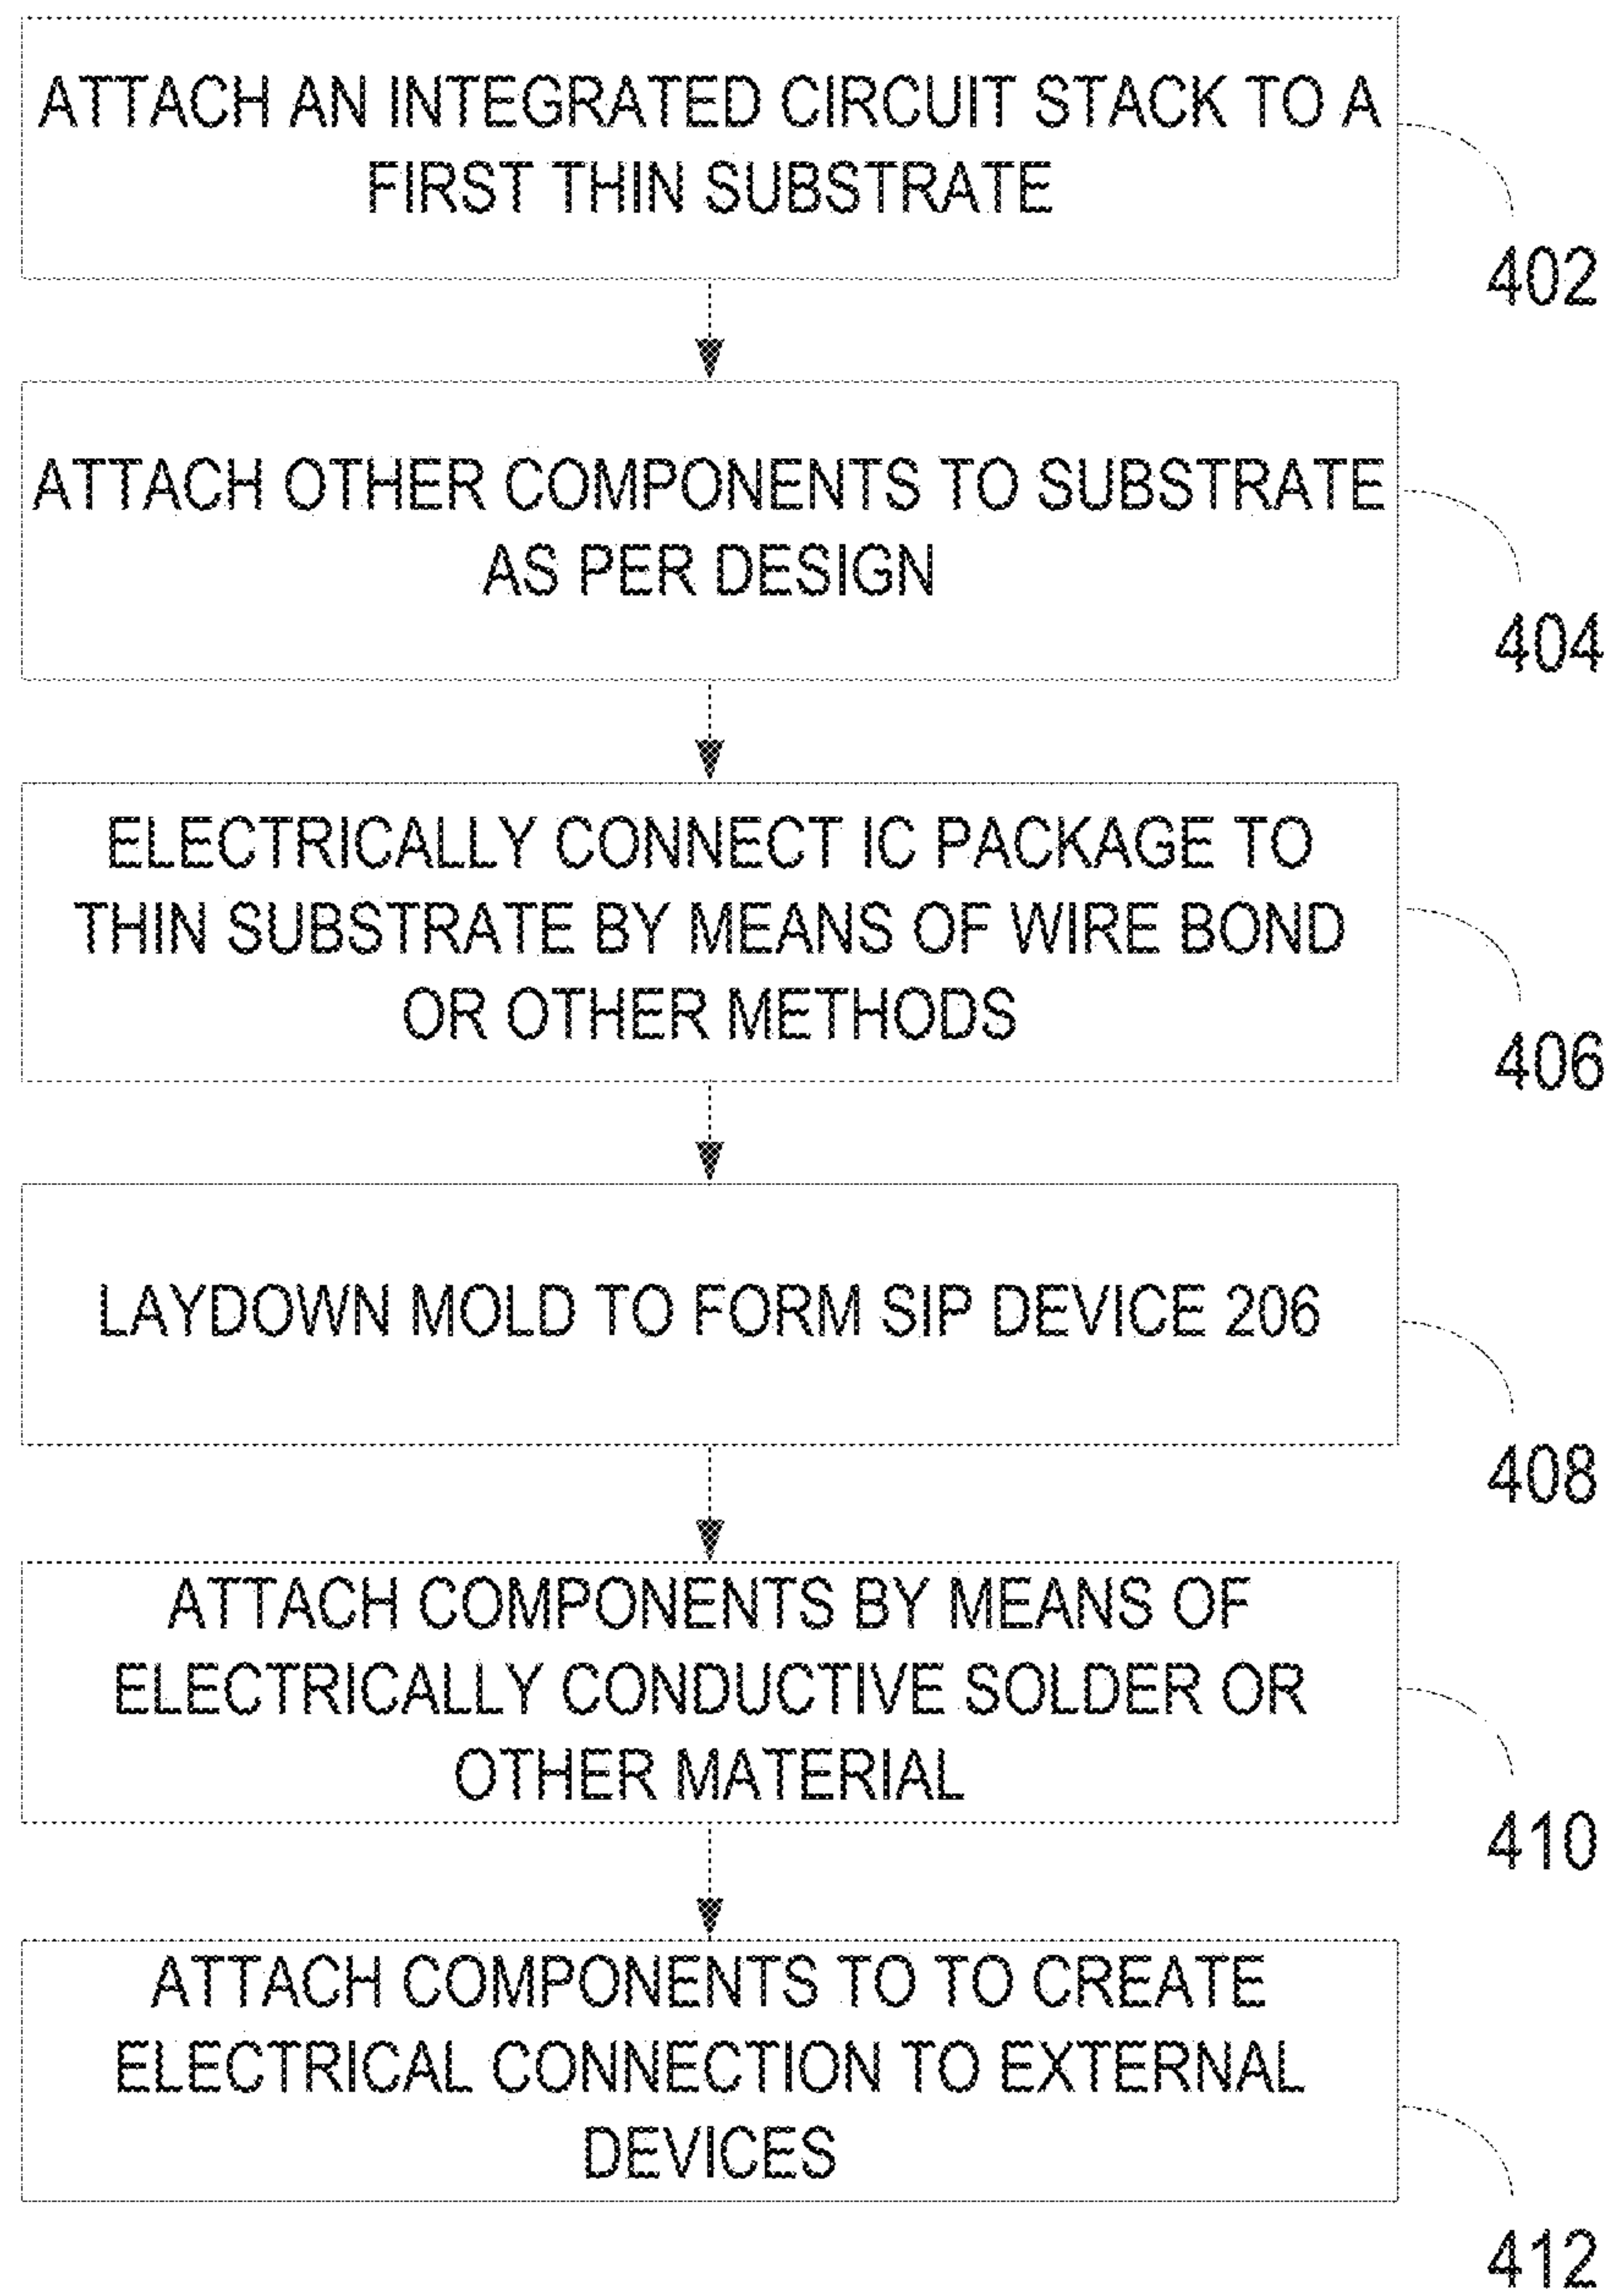 ATTACH AN INTEGRATED CIRCUIT STACK TO A
FIRST THIN SUBSTRATE
402
ATTACH OTHER COMPONENTS TO SUBSTRATE
AS PER DESIGN
404
ELECTRICALLY CONNECT IC PACKAGE TO
THIN SUBSTRATE BY MEANS OF WIRE BOND
OR OTHER METHODS
406
LAYDOWN MOLD TO FORM SIP DEVICE 206
408
ATTACH COMPONENTS BY MEANS OF
ELECTRICALLY CONDUCTIVE SOLDER OR
OTHER MATERIAL
410
ATTACH COMPONENTS TO TO CREATE
ELECTRICAL CONNECTION TO EXTERNAL
DEVICES
412